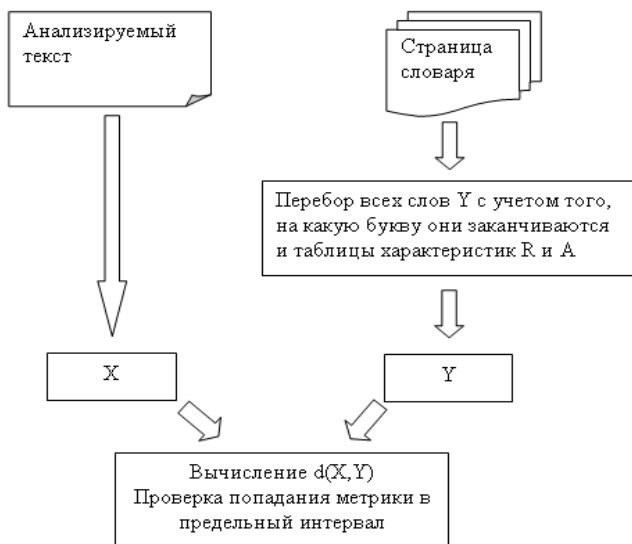 Анализируемый
текст
Страница
словаря
Перебор всех слов Y с учетом того,
на какую букву они заканчиваются
и таблицы характеристик R и A
X
Y
Вычисление d(X,Y)
Проверка попадания метрики в
предельный интервал